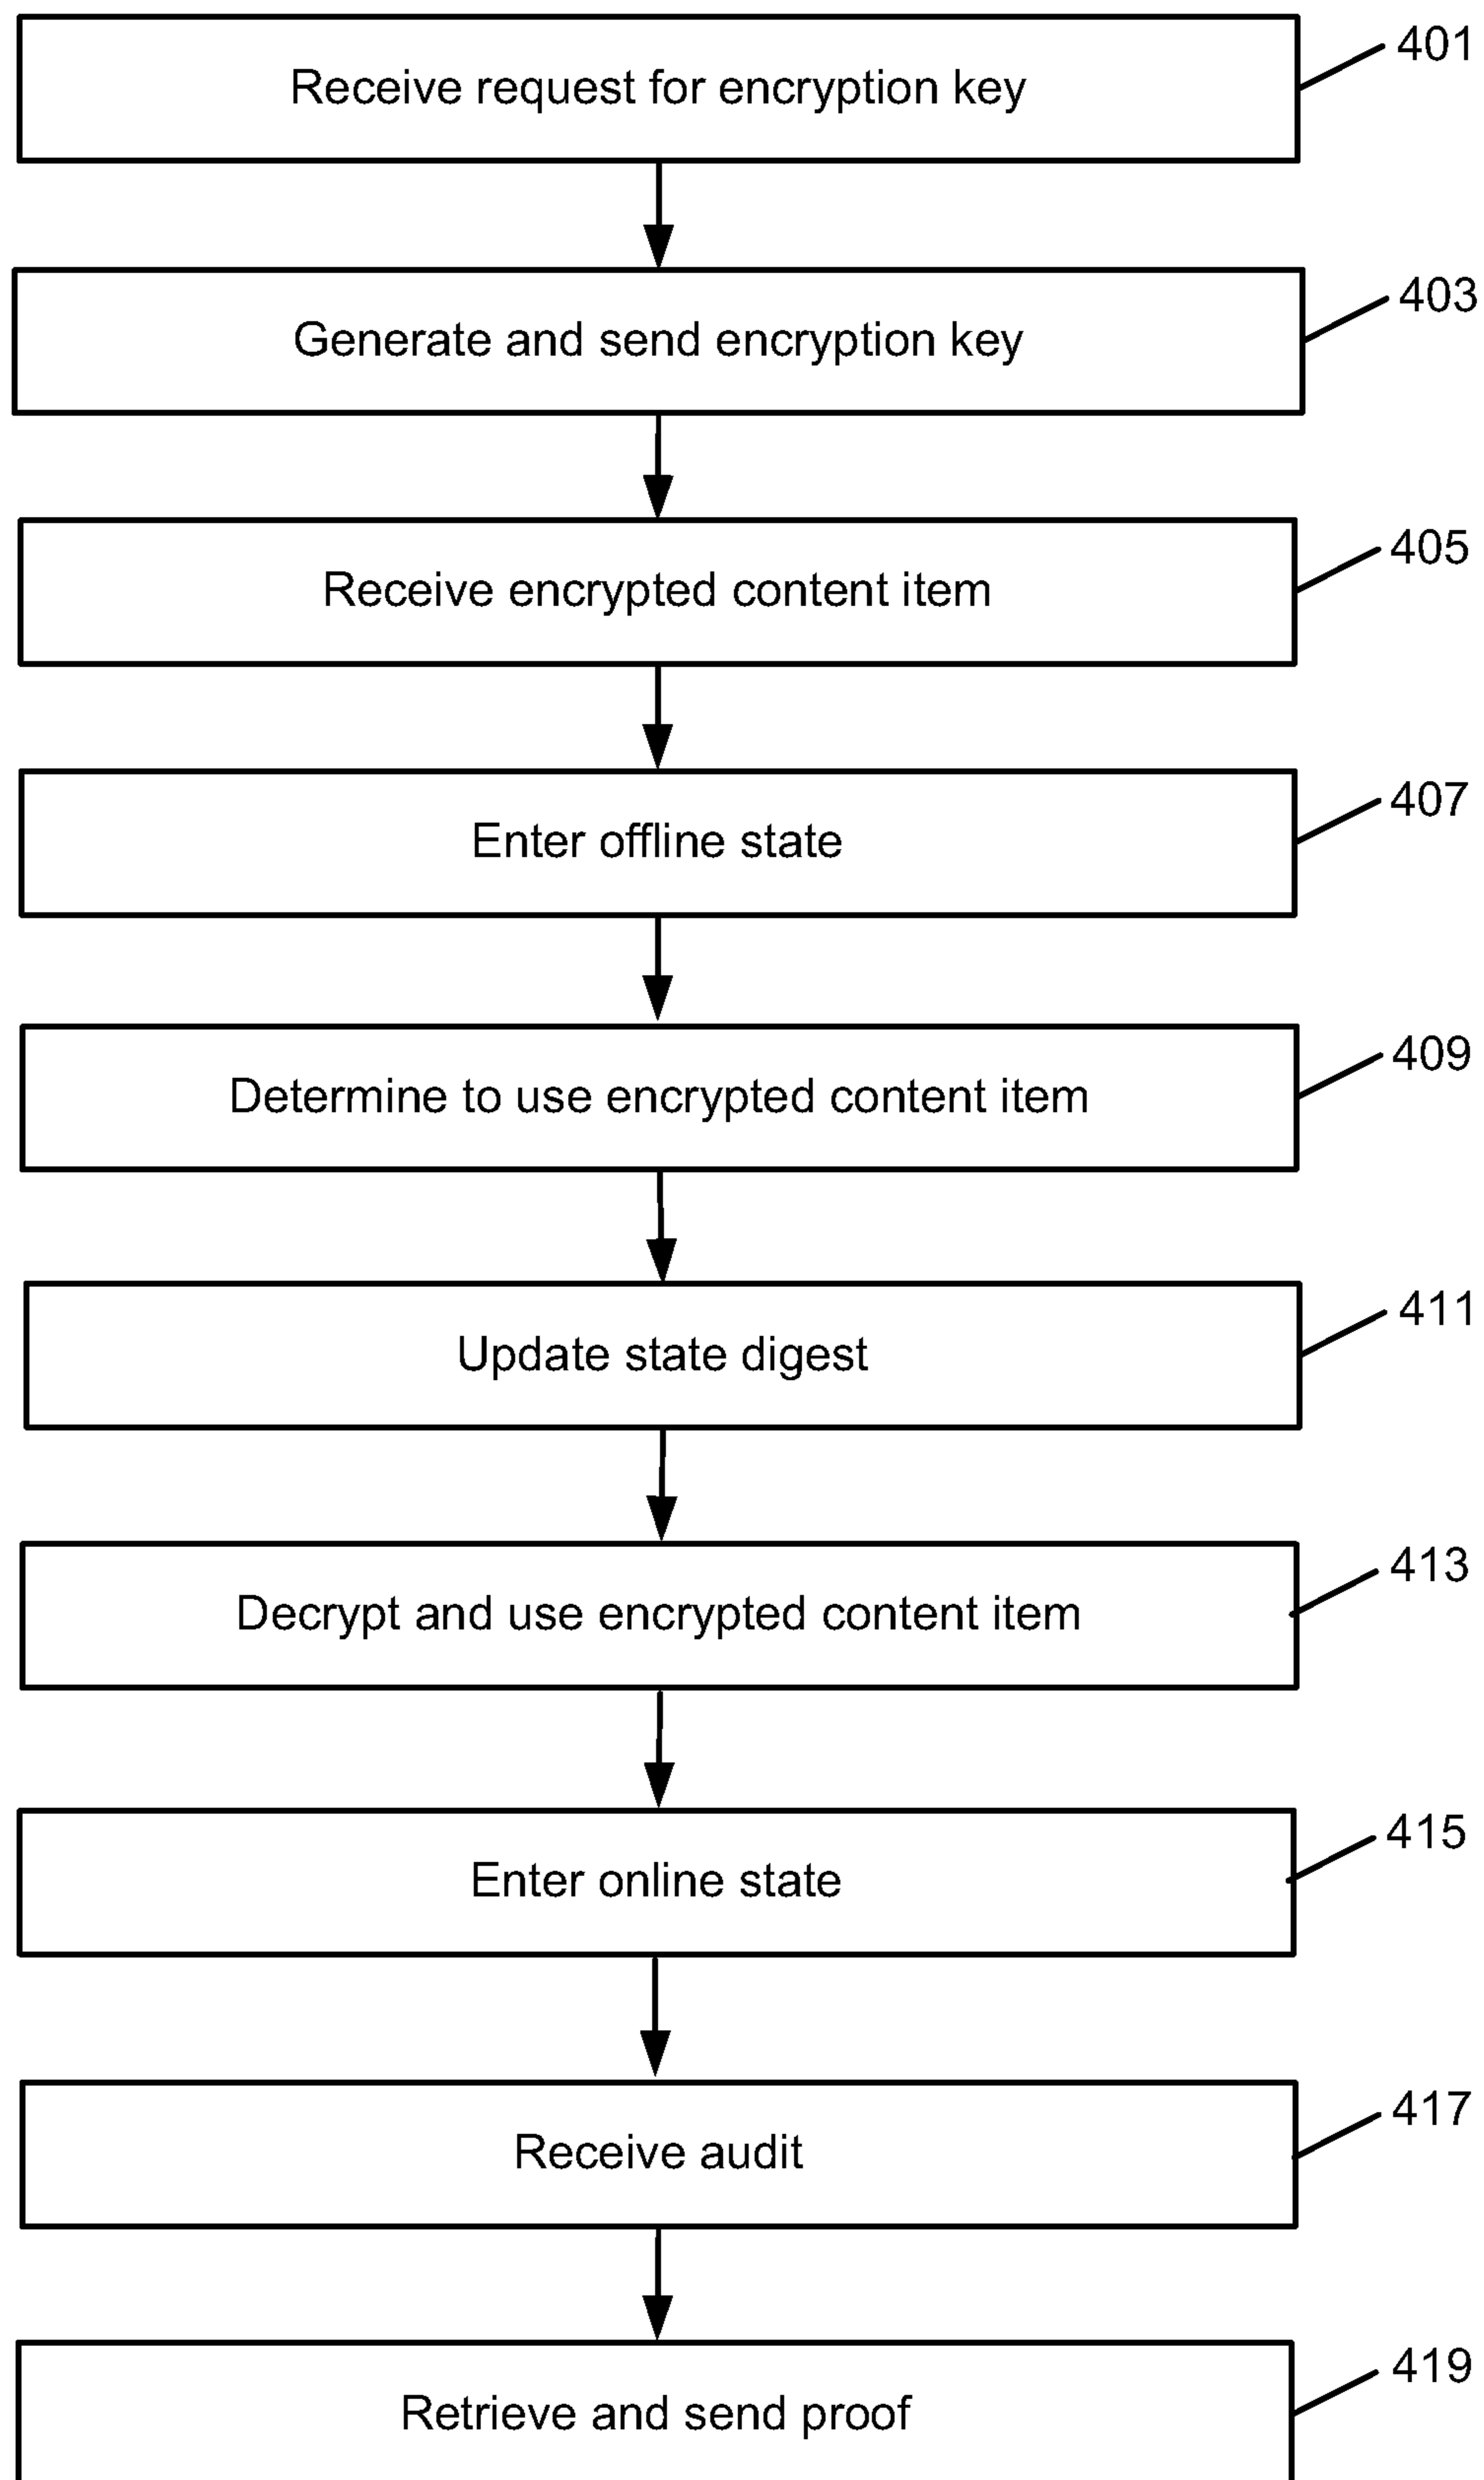 Receive request for encryption key
401
Generate and send encryption key
403
Receive encrypted content item
405
Enter offline state
407
Determine to use encrypted content item
409
Update state digest
411
Decrypt and use encrypted content item
413
Enter online state
415
Receive audit
417
Retrieve and send proof
419